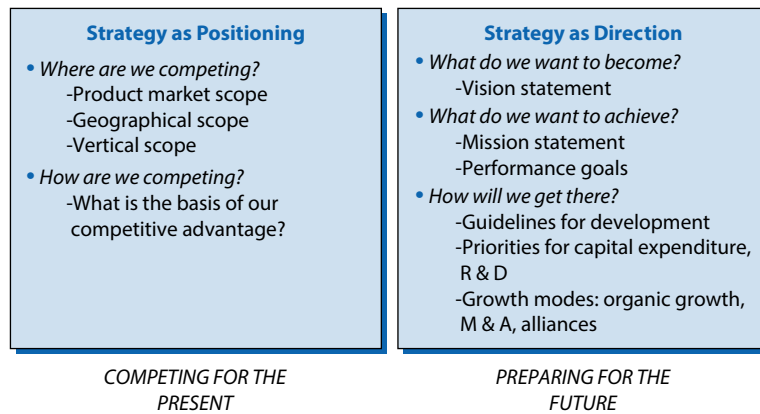 Strategy as Positioning
• Where are we competing?
-Product market scope
-Geographical scope
-Vertical scope
• How are we competing?
-What is the basis of our
competitive advantage?
COMPETING FOR THE
PRESENT
Strategy as Direction
• What do we want to become?
-Vision statement
• What do we want to achieve?
-Mission statement
-Performance goals
• How will we get there?
-Guidelines for development
-Priorities for capital expenditure,
R & D
-Growth modes: organic growth,
M & A, alliances
PREPARING FOR THE
FUTURE